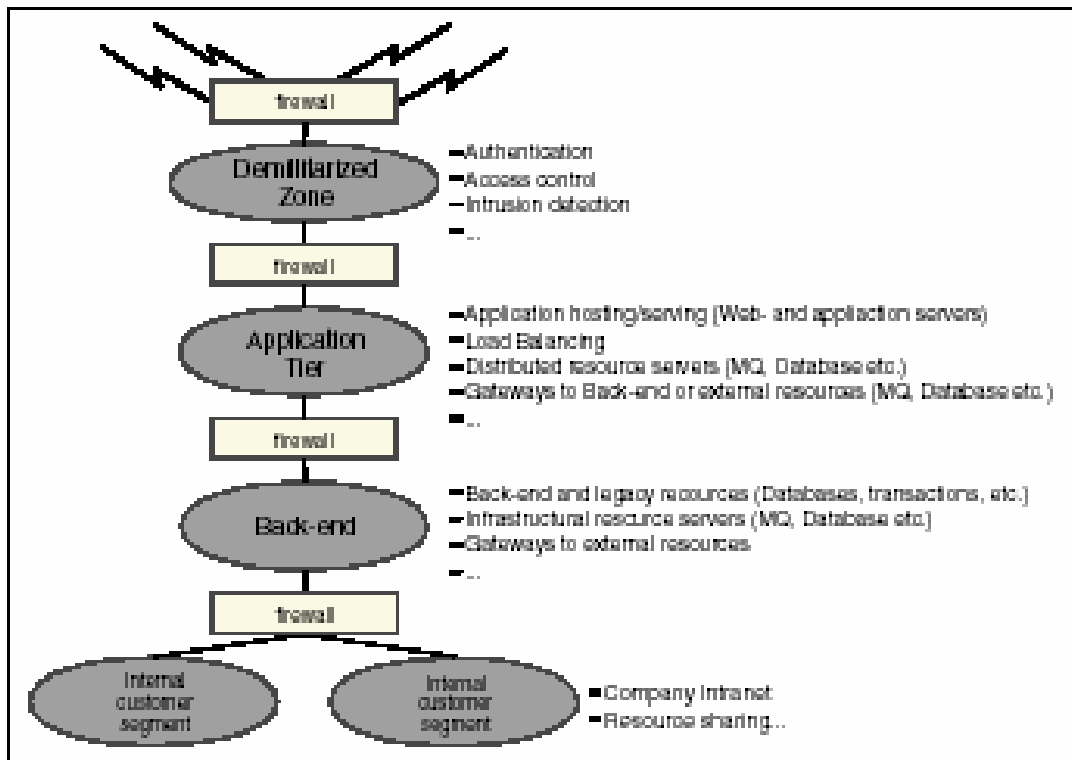 firewall
Demilitiarized
Zone
-Authentication
-Access control
-Intrusion detection
-...
firewall
Application
Tier
-Application hosting/serving (Web- and appliaction servers)
-Load Balancing
-Distributed resource servers (MQ, Database etc.)
-Gateways to Back-end or external resources (MQ, Database etc.)
-...
firewall
Back-end
-Back-end and legacy recources (Databases, transactions, etc.)
-Infrastructural resource servers (MQ, Database etc)
-Gateways to external resources
-...
firewall
Internal
customer
segment
Internal
customer
segment
-Company Intranet
-Resource sharing...